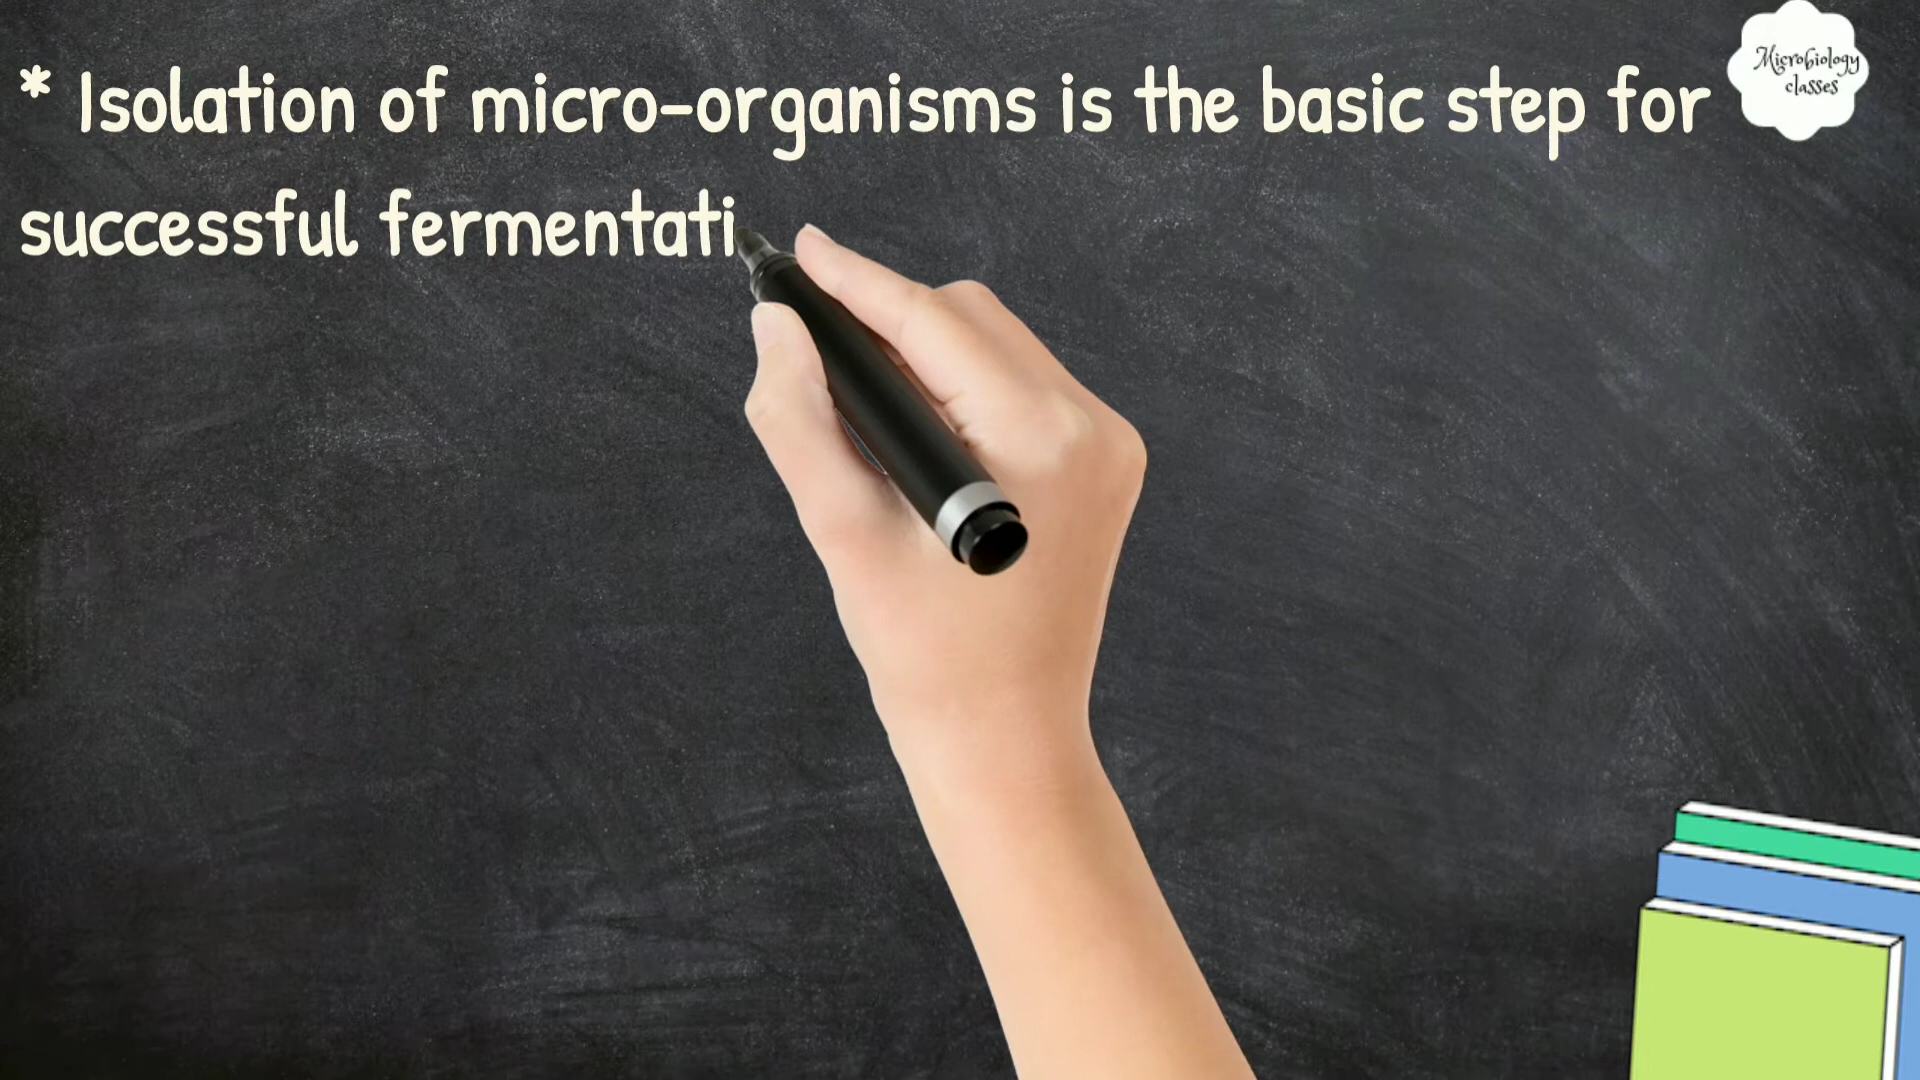 * Isolation of micro-organisms is the basic step for
successful fermentati
Microbiology
classes